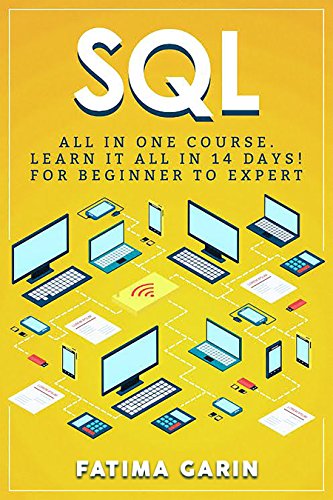 SQL
ALL IN ONE COURSE.
LEARN IT ALL IN 14 DAYS!
FOR BEGINNER TO EXPERT
FATIMA GARIN